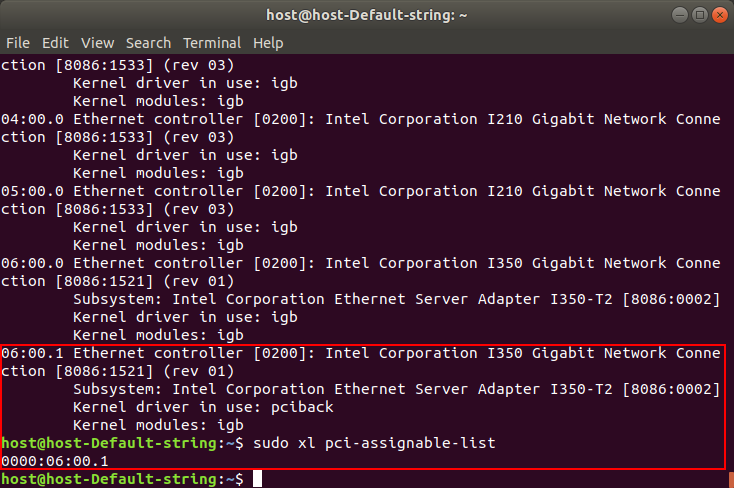 host@host-Default-string: ~
File Edit View Search Terminal Help
ction [8086:1533] (rev 03)
Kernel driver in use: igb
Kernel modules: igb
04:00.0 Ethernet controller [0200]: Intel Corporation I210 Gigabit Network Conne
ction [8086:1533] (rev 03)
Kernel driver in use: igb
Kernel modules: igb
05:00.0 Ethernet controller [0200]: Intel Corporation I210 Gigabit Network Conne
ction [8086:1533] (rev 03)
Kernel driver in use: igb
Kernel modules: igb
06:00.0 Ethernet controller [0200]: Intel Corporation I350 Gigabit Network Conne
ction [8086:1521] (rev 01)
Subsystem: Intel Corporation Ethernet Server Adapter I350-T2 [8086:0002]
Kernel driver in use: igb
Kernel modules: igb
06:00.1 Ethernet controller [0200]: Intel Corporation I350 Gigabit Network Conne
ction [8086:1521] (rev 01)
Subsystem: Intel Corporation Ethernet Server Adapter I350-T2 [8086:0002]
Kernel driver in use: pciback
Kernel modules: igb
host@host-Default-string:~$ sudo xl pci-assignable-list
0000:06:00.1
host@host-Default-string:~$